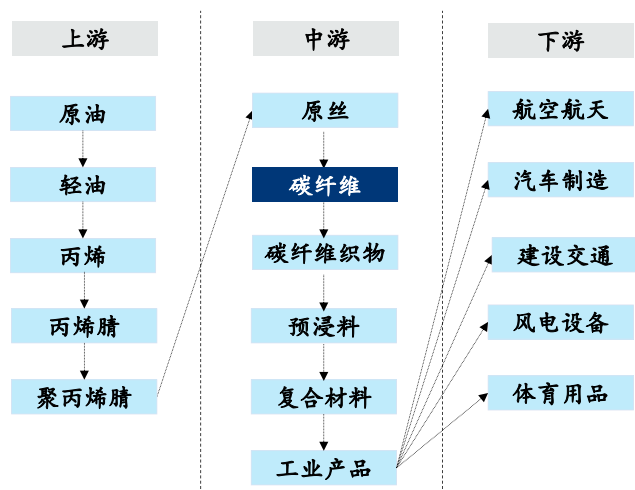 上游
原油
轻油
丙烯
丙烯腈
聚丙烯腈
中游
原丝
碳纤维
碳纤维织物
预浸料
复合材料
工业产品
下游
航空航天
汽车制造
建设交通
风电设备
体育用品